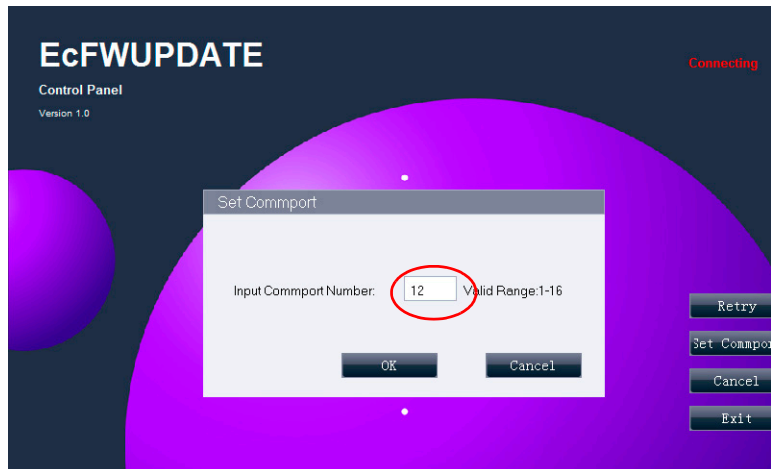 EcFWUPDATE
Control Panel
Version 1.0
Connecting
Set Commport
Input Commport Number: 12 Valid Range:1-16
OK Cancel
Retry
Set Commpor
Cancel
Exit